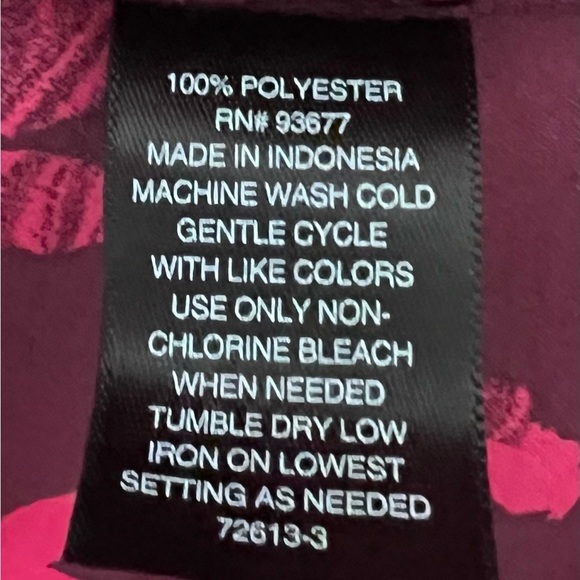 100% POLYESTER
RN# 93677
MADE IN INDONESIA
MACHINE WASH COLD
GENTLE CYCLE
WITH LIKE COLORS
USE ONLY NON-
CHLORINE BLEACH
WHEN NEEDED
TUMBLE DRY LOW
IRON ON LOWEST
SETTING AS NEEDED
72613-3